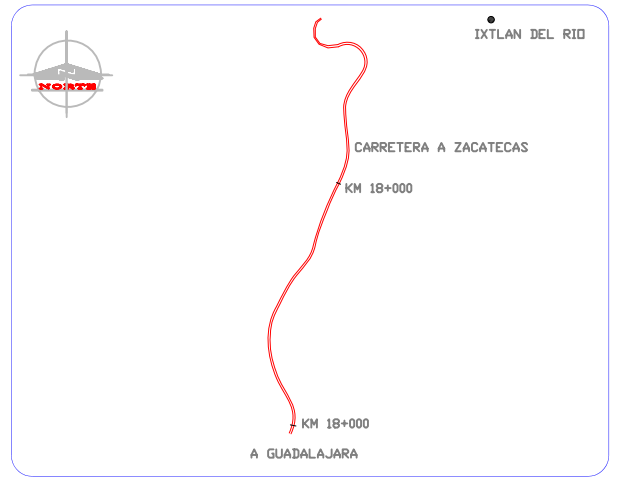 IXTLAN DEL RIO
N
NORTE
CARRETERA A ZACATECAS
KM 18+000
KM 18+000
A GUADALAJARA